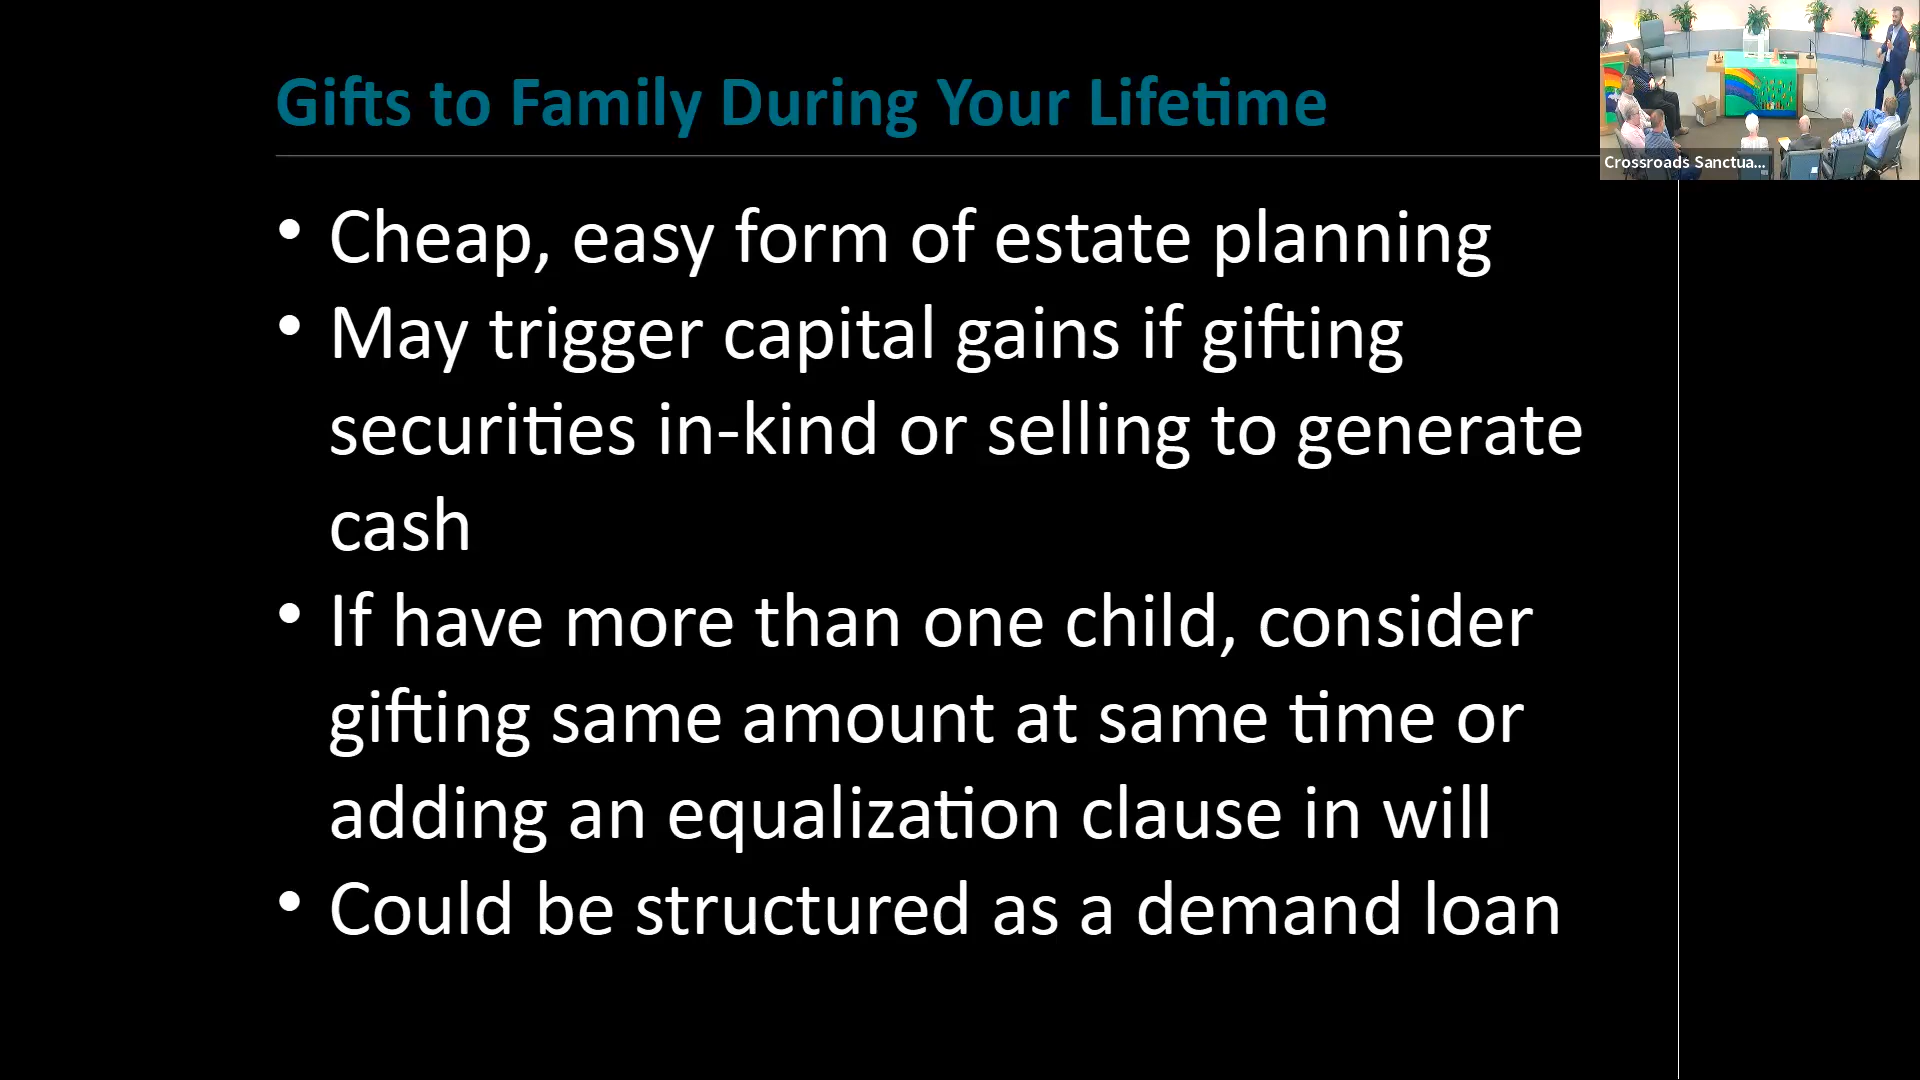 Gifts to Family During Your Lifetime
Crossroads Sanctua...
• Cheap, easy form of estate planning
• May trigger capital gains if gifting
securities in-kind or selling to generate
cash
• If have more than one child, consider
gifting same amount at same time or
adding an equalization clause in will
• Could be structured as a demand loan